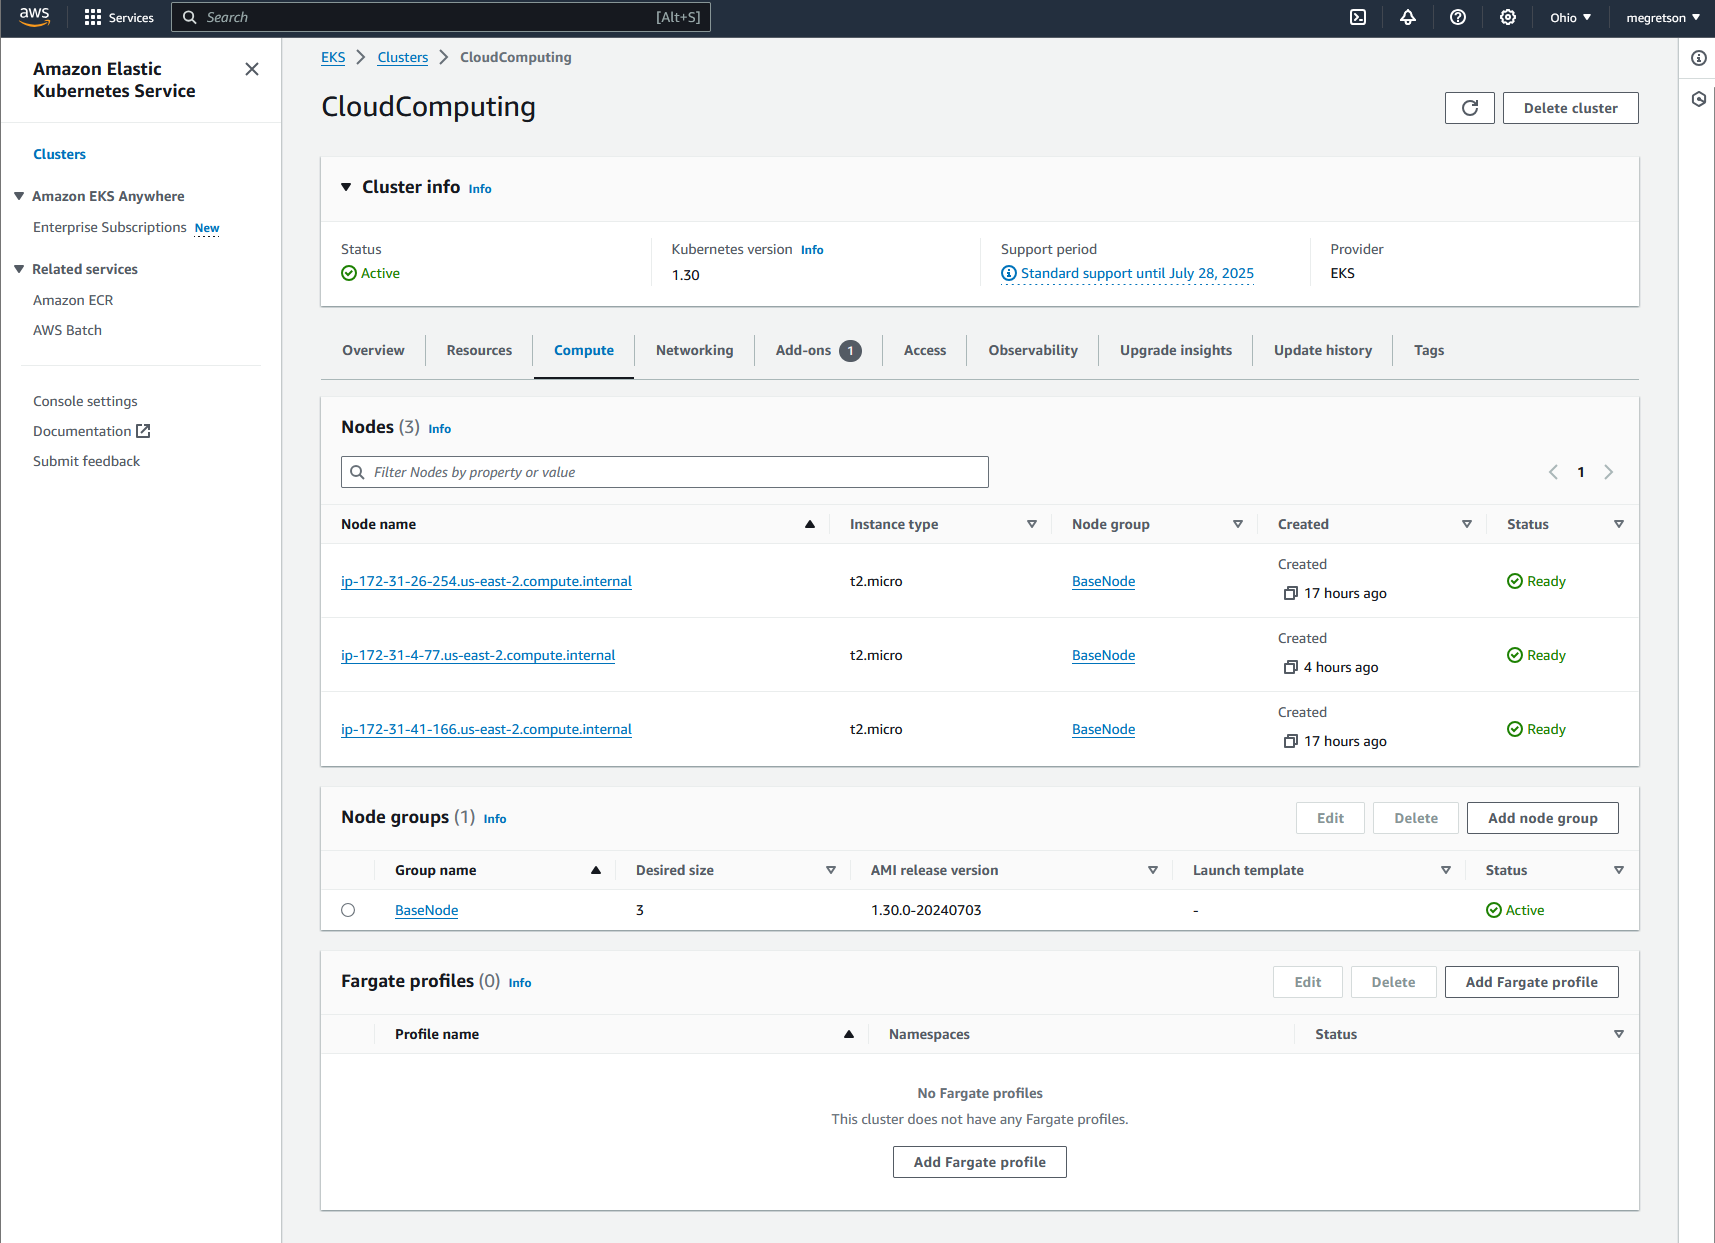 aws Services Search [Alt+S] Ohio megretson
Amazon Elastic
Kubernetes Service
Clusters
Amazon EKS Anywhere
Enterprise Subscriptions New
Related services
Amazon ECR
AWS Batch
Console settings
Documentation
Submit feedback
EKS Clusters CloudComputing
CloudComputing
Delete cluster
Cluster info Info
Status
Active
Kubernetes version Info
1.30
Support period
Standard support until July 28, 2025
Provider
EKS
Overview Resources Compute Networking Add-ons 1 Access Observability Upgrade insights Update history Tags
Nodes (3) Info
Filter Nodes by property or value
1
Node name Instance type Node group Created Status
Created
ip-172-31-26-254.us-east-2.compute.internal t2.micro BaseNode 17 hours ago Ready
Created
ip-172-31-4-77.us-east-2.compute.internal t2.micro BaseNode 4 hours ago Ready
Created
ip-172-31-41-166.us-east-2.compute.internal t2.micro BaseNode 17 hours ago Ready
Node groups (1) Info
Edit Delete Add node group
Group name Desired size AMI release version Launch template Status
BaseNode 3 1.30.0-20240703 - Active
Fargate profiles (0) Info
Edit Delete Add Fargate profile
Profile name Namespaces Status
No Fargate profiles
This cluster does not have any Fargate profiles.
Add Fargate profile